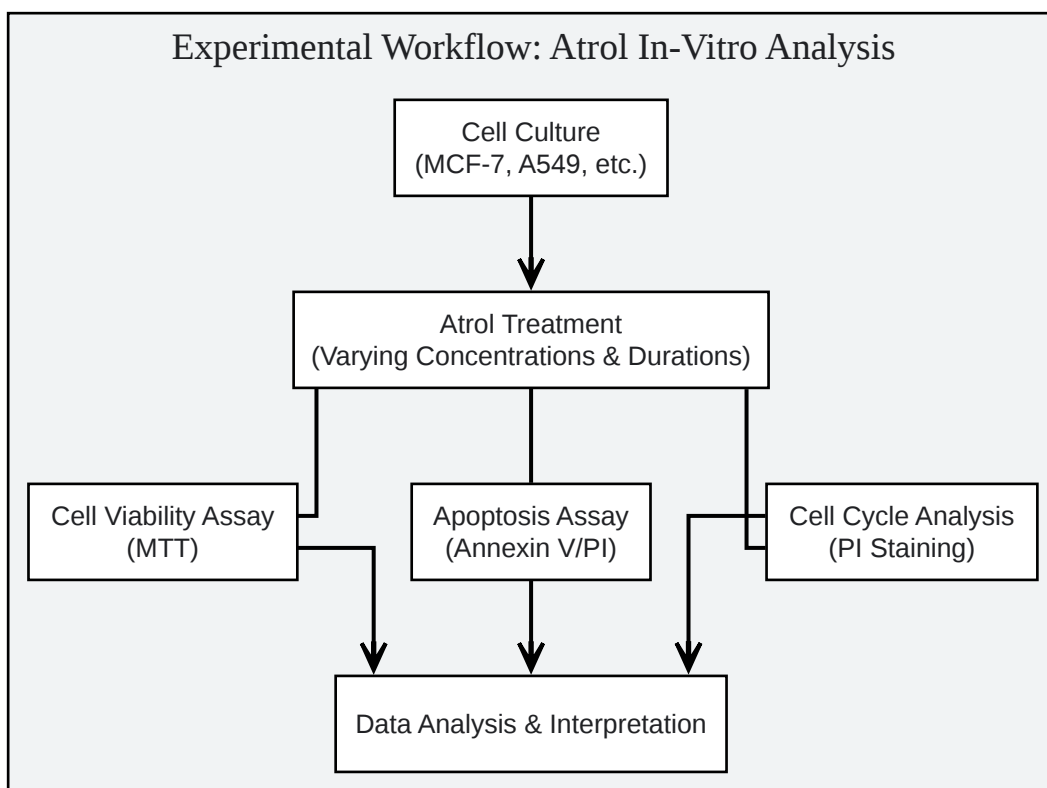 Experimental Workflow: Atrol In-Vitro Analysis
Cell Culture
(MCF-7, A549, etc.)
Atrol Treatment
(Varying Concentrations & Durations)
Cell Viability Assay
(MTT)
Apoptosis Assay
(Annexin V/PI)
Cell Cycle Analysis
(PI Staining)
Data Analysis & Interpretation